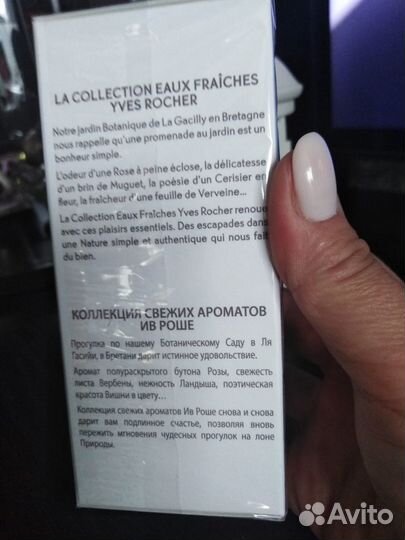 LA COLLECTION EAUX FRAÎCHES
YVES ROCHER
Notre jardin Botanique de La Gacilly en Bretagne
nous rappelle qu'une promenade au jardin est un
bonheur simple.
L'odeur d'une Rose à peine éclose, la délicatesse
d'un brin de Muguet, la poèsie d'un Cerisier en
fleur, la fraîcheur d'une feuille de Verveine...
La Collection Eaux Fraîches Yves Rocher renoue
avec ces plaisirs essentiels. Des escapades dans
une Nature simple et authentique qui nous fait
du bien.
КОЛЛЕКЦИЯ СВЕЖИХ АРОМАТОВ
ИВ РОШЕ
Прогулка по нашему Ботаническому Саду в Ля
Гасийи, в Бретани дарит истинное удовольствие.
Аромат полураскрытого бутона Розы, свежесть
листа Вербены, нежность Ландыша, поэтическая
красота Вишни в цвету...
Коллекция свежих ароматов Ив Роше снова и снова
дарит вам подлинное счастье, позволяя вновь
пережить мгновения чудесных прогулок на лоне
Природы.
Avito